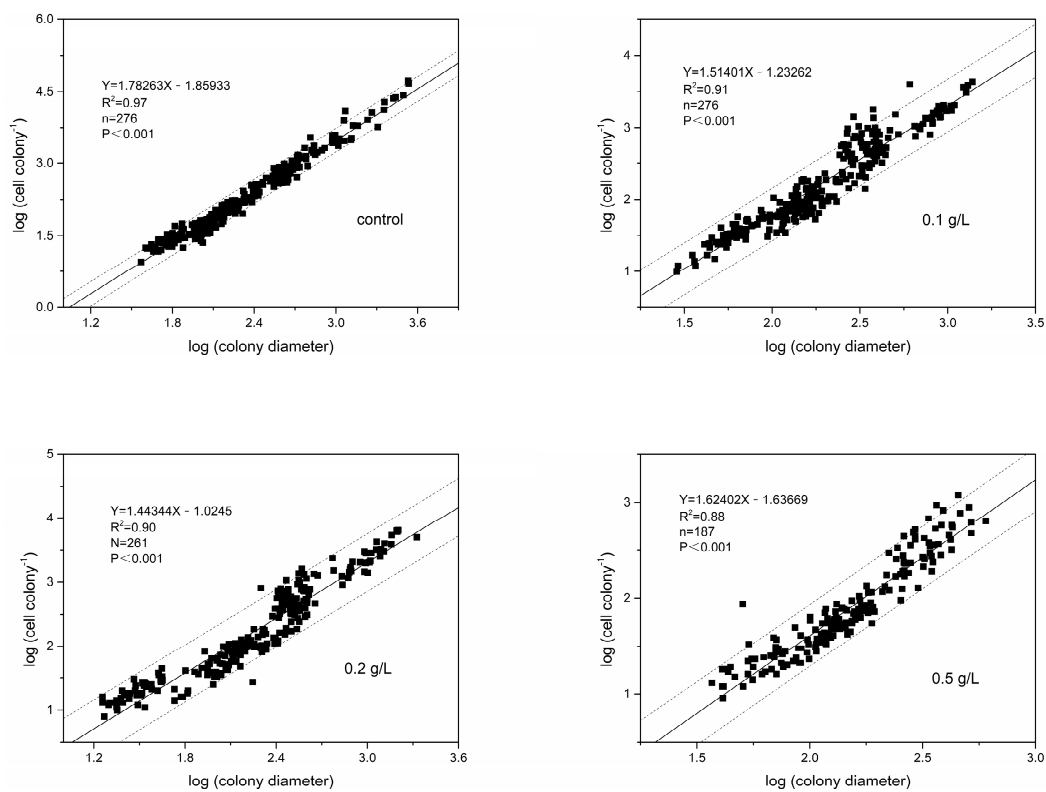 6.0
4.5
3.0
1.5
0.0
1.2 1.8 2.4 3.0 3.6
log (cell colony⁻¹)
log (colony diameter)
Y=1.78263X - 1.85933
R²=0.97
n=276
P<0.001
control
4
3
2
1
1.5 2.0 2.5 3.0 3.5
log (cell colony⁻¹)
log (colony diameter)
Y=1.51401X - 1.23262
R²=0.91
n=276
P<0.001
0.1 g/L
5
4
3
2
1
1.2 1.8 2.4 3.0 3.6
log (cell colony⁻¹)
log (colony diameter)
Y=1.44344X - 1.0245
R²=0.90
N=261
P<0.001
0.2 g/L
3
2
1
1.5 2.0 2.5 3.0
log (cell colony⁻¹)
log (colony diameter)
Y=1.62402X - 1.63669
R²=0.88
n=187
P<0.001
0.5 g/L